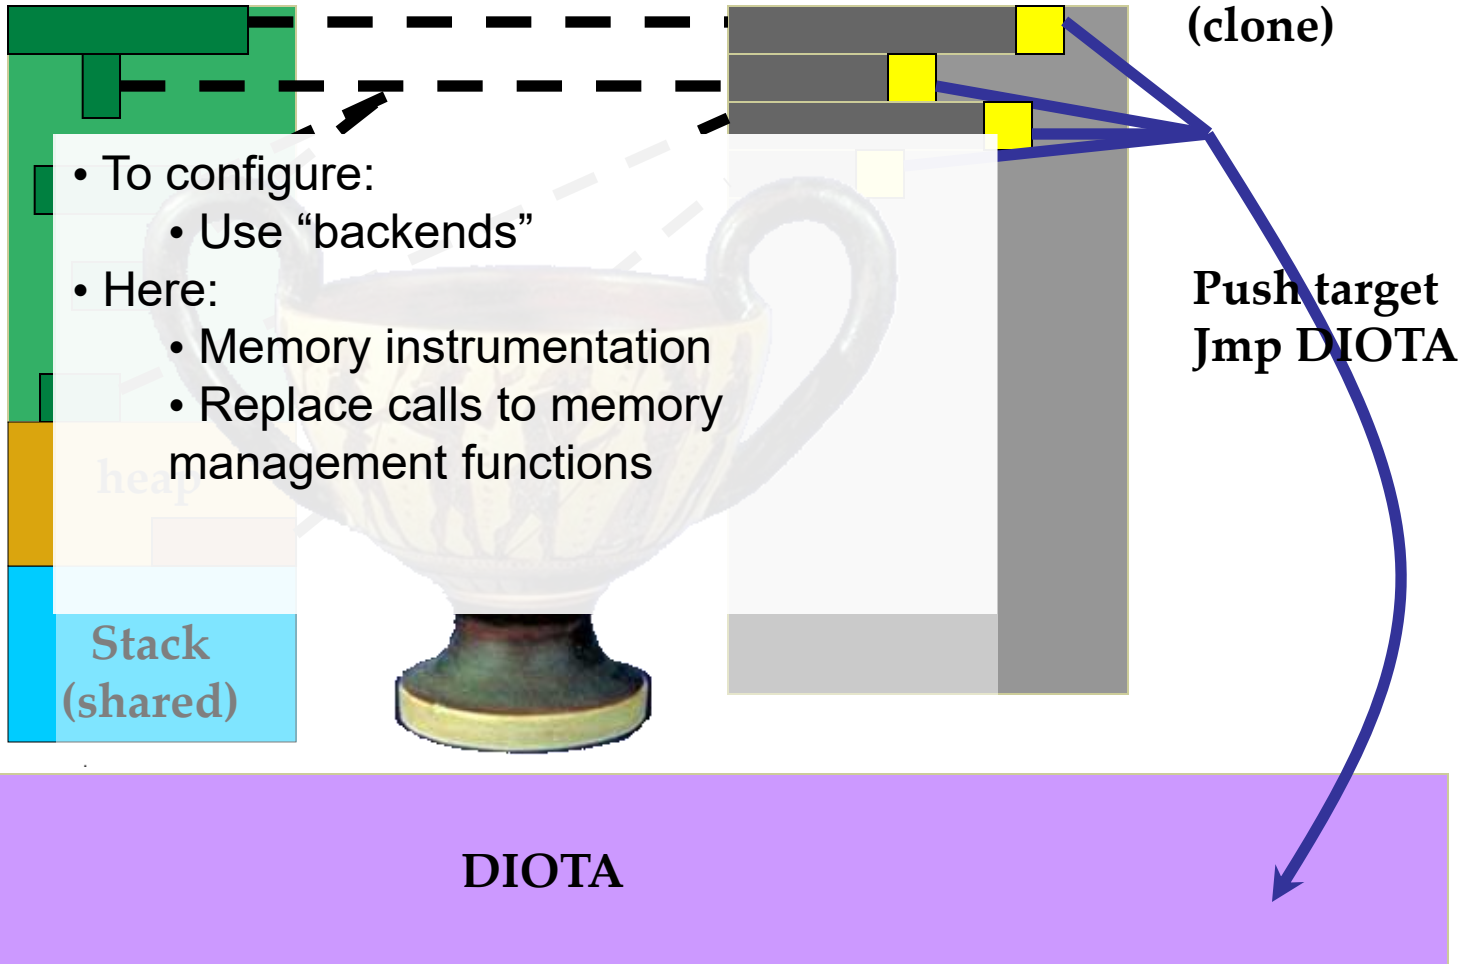 (clone)
• To configure:
• Use “backends”
• Here:
• Memory instrumentation
• Replace calls to memory
management functions
Push target
Jmp DIOTA
heap
Stack
(shared)
DIOTA